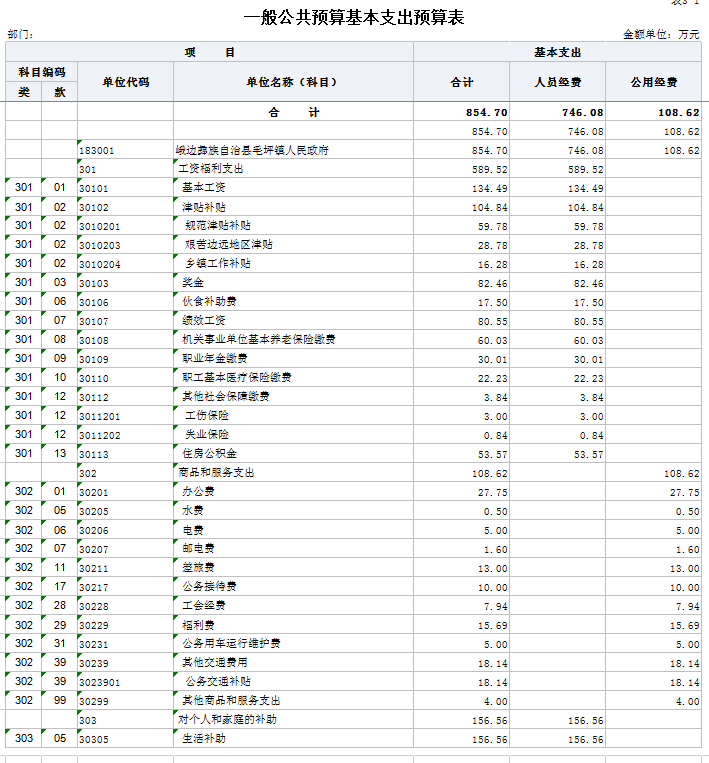 表3-1
一般公共预算基本支出预算表
部门： 金额单位：万元
项 目 基本支出
科目编码 单位代码 单位名称（科目） 合计 人员经费 公用经费
类 款
合 计 854.70 746.08 108.62
854.70 746.08 108.62
183001 峨边彝族自治县毛坪镇人民政府 854.70 746.08 108.62
301 工资福利支出 589.52 589.52
301 01 30101 基本工资 134.49 134.49
301 02 30102 津贴补贴 104.84 104.84
301 02 3010201 规范津贴补贴 59.78 59.78
301 02 3010203 艰苦边远地区津贴 28.78 28.78
301 02 3010204 乡镇工作补贴 16.28 16.28
301 03 30103 奖金 82.46 82.46
301 06 30106 伙食补助费 17.50 17.50
301 07 30107 绩效工资 80.55 80.55
301 08 30108 机关事业单位基本养老保险缴费 60.03 60.03
301 09 30109 职业年金缴费 30.01 30.01
301 10 30110 职工基本医疗保险缴费 22.23 22.23
301 12 30112 其他社会保障缴费 3.84 3.84
301 12 3011201 工伤保险 3.00 3.00
301 12 3011202 失业保险 0.84 0.84
301 13 30113 住房公积金 53.57 53.57
302 商品和服务支出 108.62 108.62
302 01 30201 办公费 27.75 27.75
302 05 30205 水费 0.50 0.50
302 06 30206 电费 5.00 5.00
302 07 30207 邮电费 1.60 1.60
302 11 30211 差旅费 13.00 13.00
302 17 30217 公务接待费 10.00 10.00
302 28 30228 工会经费 7.94 7.94
302 29 30229 福利费 15.69 15.69
302 31 30231 公务用车运行维护费 5.00 5.00
302 39 30239 其他交通费用 18.14 18.14
302 39 3023901 公务交通补贴 18.14 18.14
302 99 30299 其他商品和服务支出 4.00 4.00
303 对个人和家庭的补助 156.56 156.56
303 05 30305 生活补助 156.56 156.56